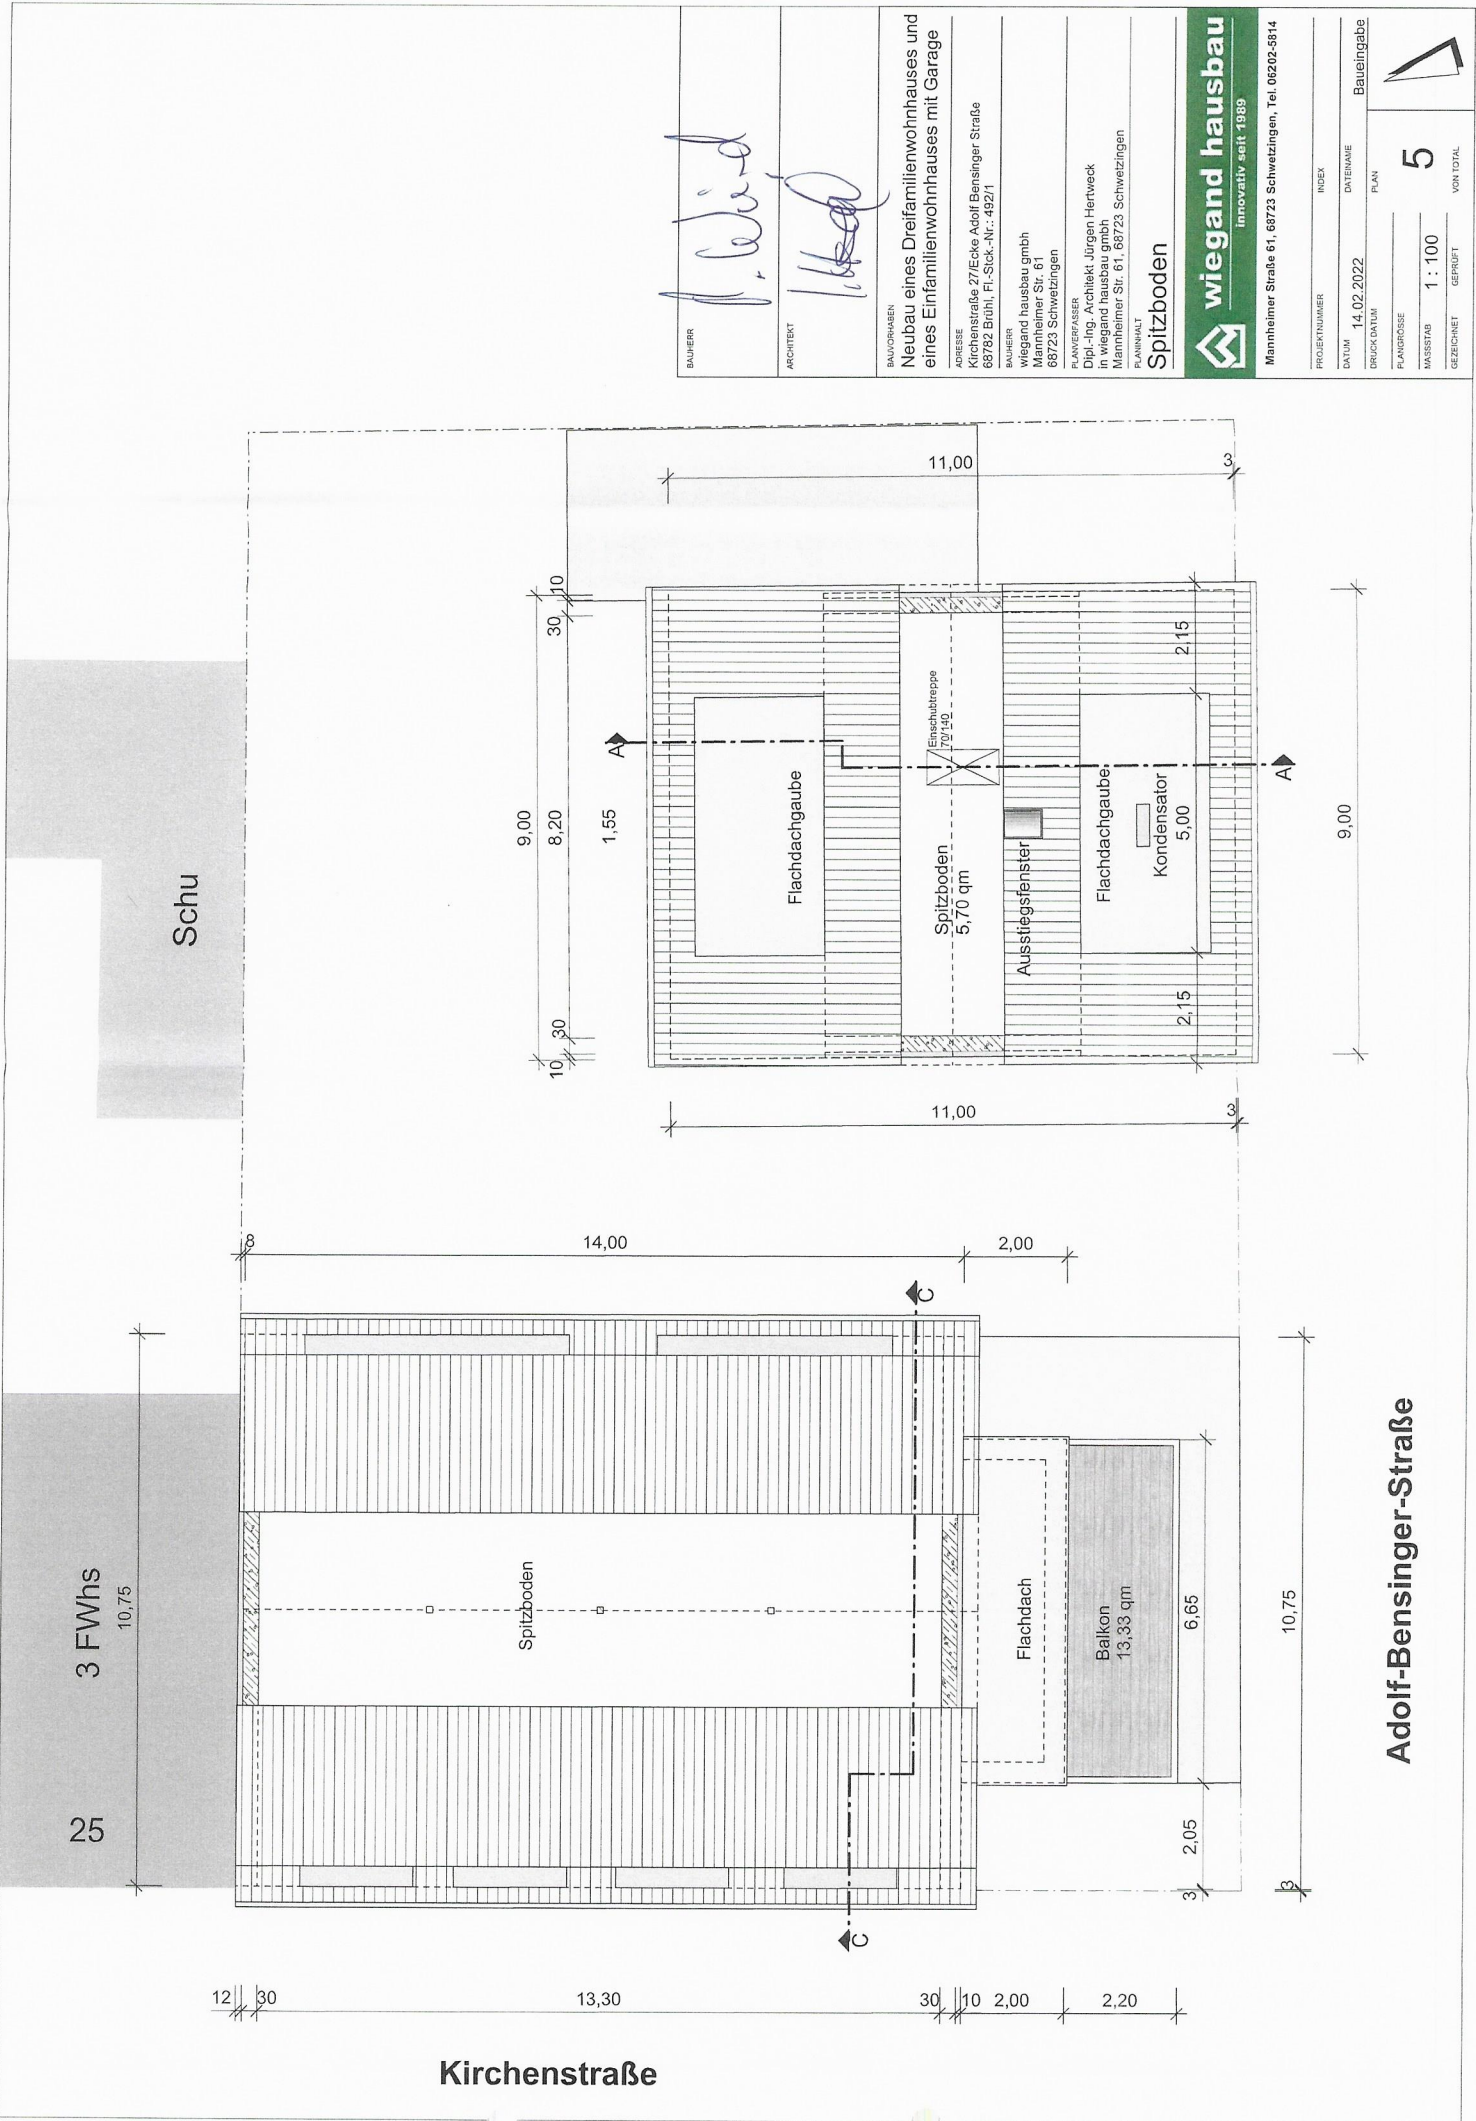 Kirchenstraße
Adolf-Bensinger-Straße
25
3 FWhs
10,75
Schu
12
30
13,30
30
10
2,00
2,20
C
C
Spitzboden
Flachdach
Balkon
13,33 qm
3
2,05
6,65
3
10,75
8
14,00
2,00
11,00
3
9,00
10
30
8,20
30
10
1,55
A
A
Flachdachgaube
Spitzboden
5,70 qm
Einschubtreppe
70/140
Ausstiegsfenster
Flachdachgaube
Kondensator
5,00
2,15
2,15
9,00
11,00
3
BAUHERR
ARCHITEKT
BAUVORHABEN
Neubau eines Dreifamilienwohnhauses und
eines Einfamilienwohnhauses mit Garage
ADRESSE
Kirchenstraße 27/Ecke Adolf Bensinger Straße
68782 Brühl, Fl.-Stck.-Nr.: 492/1
BAUHERR
wiegand hausbau gmbh
Mannheimer Str. 61
68723 Schwetzingen
PLANVERFASSER
Dipl.-Ing. Architekt Jürgen Hertweck
in wiegand hausbau gmbh
Mannheimer Str. 61, 68723 Schwetzingen
PLANINHALT
Spitzboden
wiegand hausbau
innovativ seit 1989
Mannheimer Straße 61, 68723 Schwetzingen, Tel. 06202-5814
PROJEKTNUMMER INDEX
DATUM 14.02.2022 DATEINAME Baueingabe
DRUCKDATUM PLAN
PLANGRÖSSE
MASSSTAB 1 : 100 5
GEZEICHNET GEPRÜFT VON TOTAL